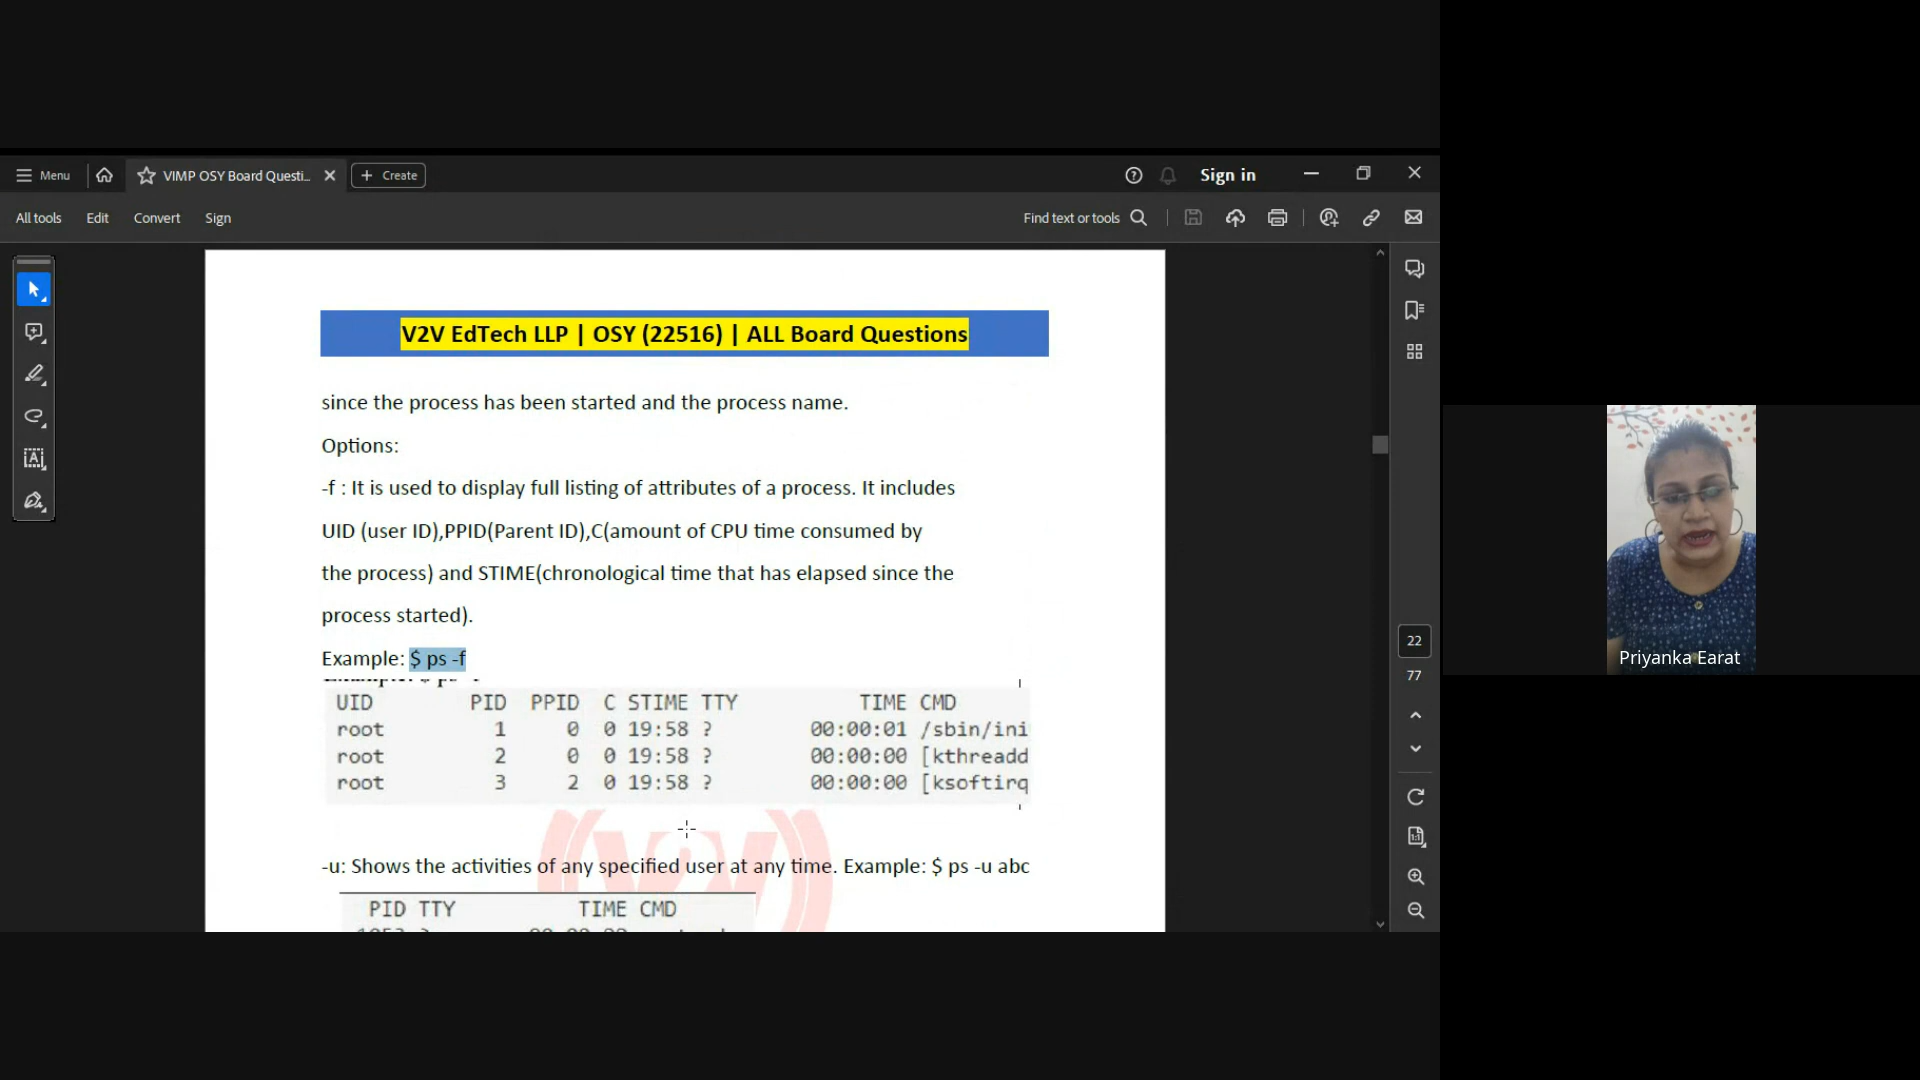 Menu
VIMP OSY Board Questi...
Create
Sign in
All tools
Edit
Convert
Sign
Find text or tools
V2V EdTech LLP | OSY (22516) | ALL Board Questions
since the process has been started and the process name.
Options:
-f : It is used to display full listing of attributes of a process. It includes
UID (user ID),PPID(Parent ID),C(amount of CPU time consumed by
the process) and STIME(chronological time that has elapsed since the
process started).
Example: $ ps -f
UID PID PPID C STIME TTY TIME CMD
root 1 0 0 19:58 ? 00:00:01 /sbin/ini
root 2 0 0 19:58 ? 00:00:00 [kthreadd
root 3 2 0 19:58 ? 00:00:00 [ksoftirq
-u: Shows the activities of any specified user at any time. Example: $ ps -u abc
PID TTY TIME CMD
22
77
Priyanka Earat